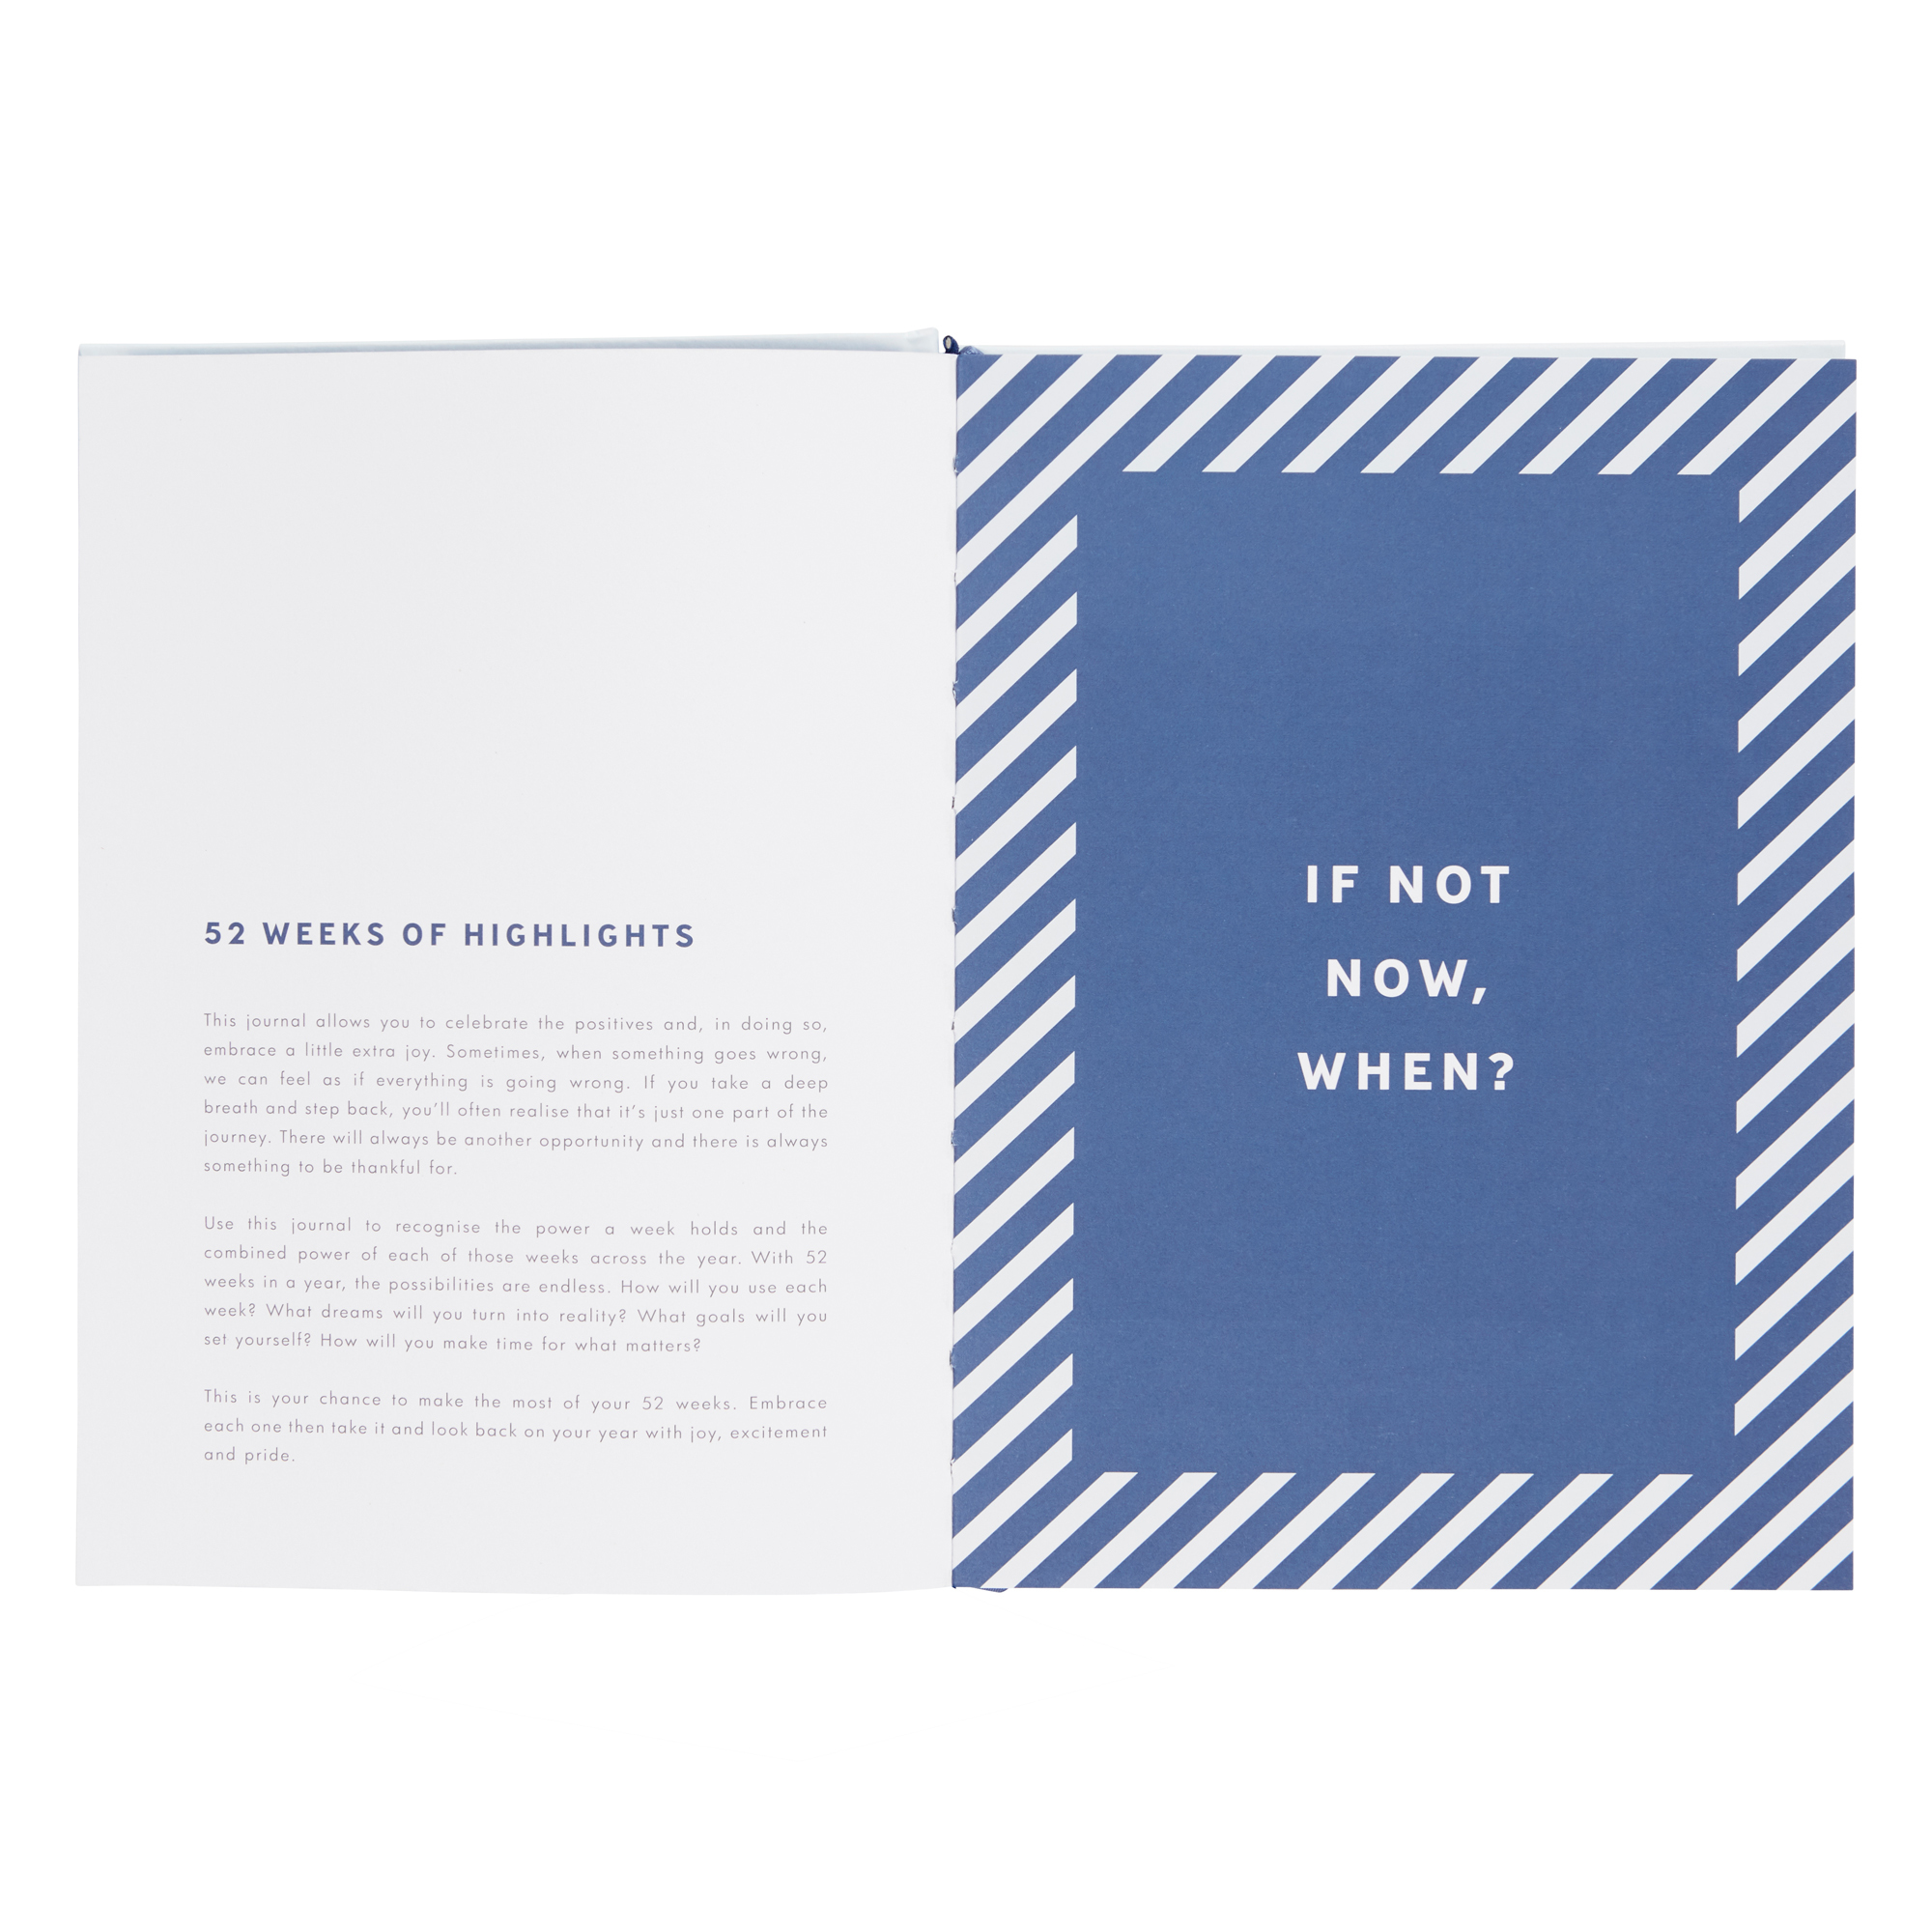 52 WEEKS OF HIGHLIGHTS
This journal allows you to celebrate the positives and, in doing so,
embrace a little extra joy. Sometimes, when something goes wrong,
we can feel as if everything is going wrong. If you take a deep
breath and step back, you'll often realise that it's just one part of the
journey. There will always be another opportunity and there is always
something to be thankful for.
Use this journal to recognise the power a week holds and the
combined power of each of those weeks across the year. With 52
weeks in a year, the possibilities are endless. How will you use each
week? What dreams will you turn into reality? What goals will you
set yourself? How will you make time for what matters?
This is your chance to make the most of your 52 weeks. Embrace
each one then take it and look back on your year with joy, excitement
and pride.
IF NOT
NOW,
WHEN?